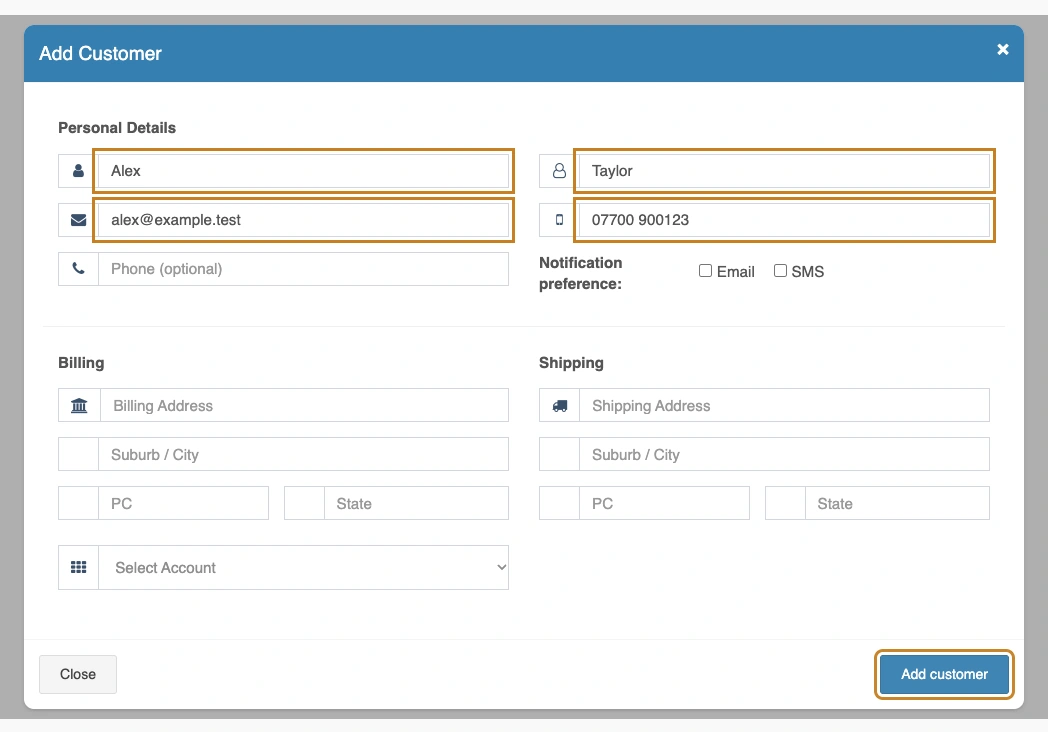 Add Customer
Personal Details
Alex
Taylor
alex@example.test
07700 900123
Phone (optional)
Notification
preference:
Email
SMS
Billing
Shipping
Billing Address
Shipping Address
Suburb / City
Suburb / City
PC
State
PC
State
Select Account
Close
Add customer